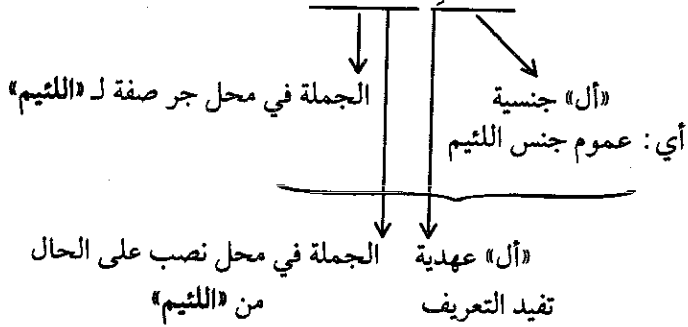 «أل» جنسية الجملة في محل جر صفة لـ «اللئيم»
أي: عموم جنس اللئيم
«أل» عهدية الجملة في محل نصب على الحال
تفيد التعريف من «اللئيم»